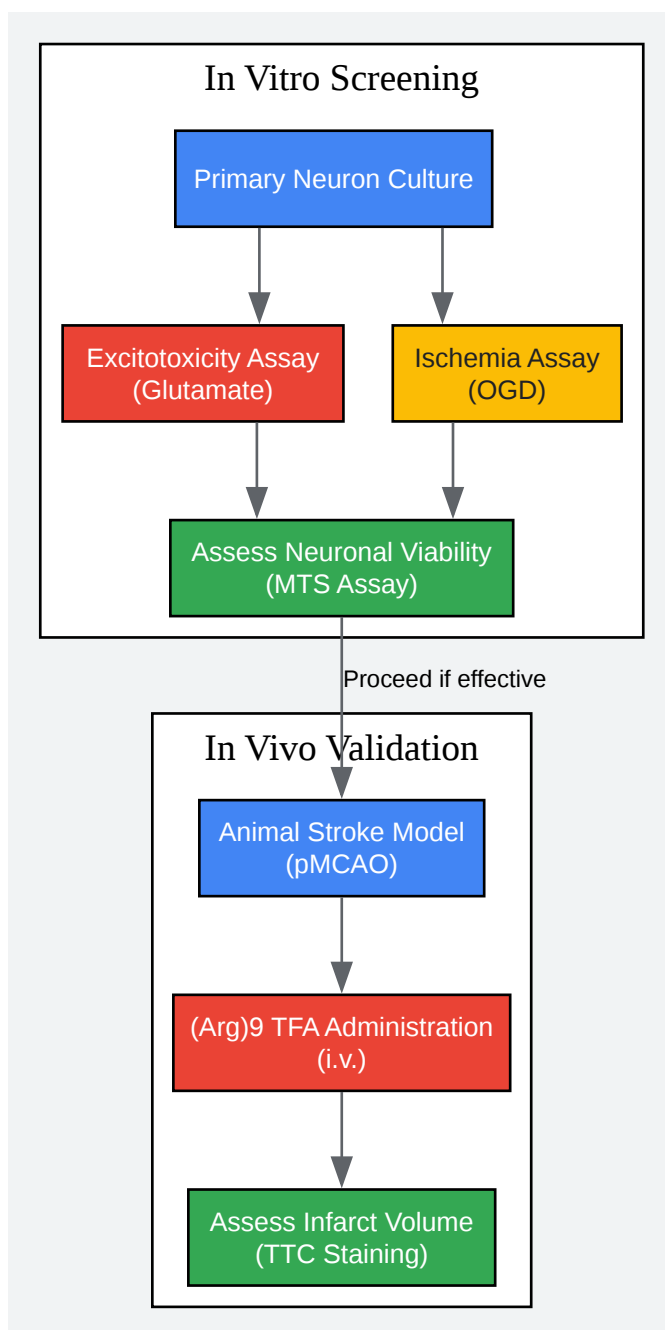 In Vitro Screening
Primary Neuron Culture
Excitotoxicity Assay
(Glutamate)
Ischemia Assay
(OGD)
Assess Neuronal Viability
(MTS Assay)
Proceed if effective
In Vivo Validation
Animal Stroke Model
(pMCAO)
(Arg)9 TFA Administration
(i.v.)
Assess Infarct Volume
(TTC Staining)